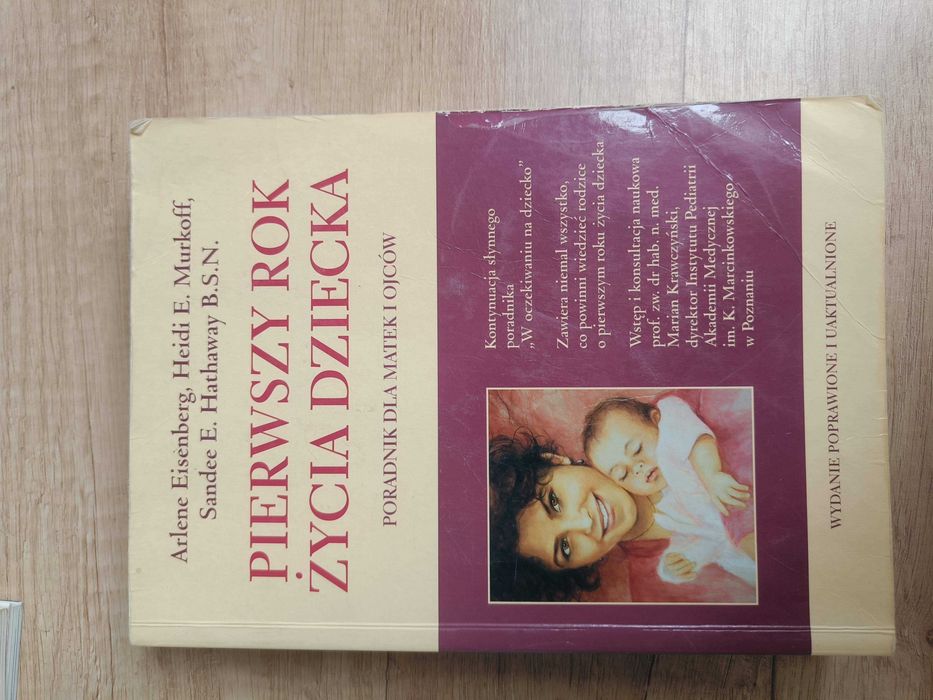 Arlene Eisenberg, Heidi E. Murkoff,
Sandee E. Hathaway B.S.N.
PIERWSZY ROK
ŻYCIA DZIECKA
PORADNIK DLA MATEK I OJCÓW
Kontynuacja słynnego
poradnika
„W oczekiwaniu na dziecko”
Zawiera niemal wszystko,
co powinni wiedzieć rodzice
o pierwszym roku życia dziecka
Wstęp i konsultacja naukowa
prof. zw. dr hab. n. med.
Marian Krawczyński,
dyrektor Instytutu Pediatrii
Akademii Medycznej
im. K. Marcinkowskiego
w Poznaniu
WYDANIE POPRAWIONE I UAKTUALNIONE